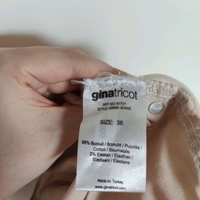 ginatricot
SIZE: 36
98% Bomull / Bomull / Puuvilla /
Cotton / Baumwolle
2% Elastan / Elastan /
Elastaani / Elastane
Made in Turkey
www.ginatricot.com